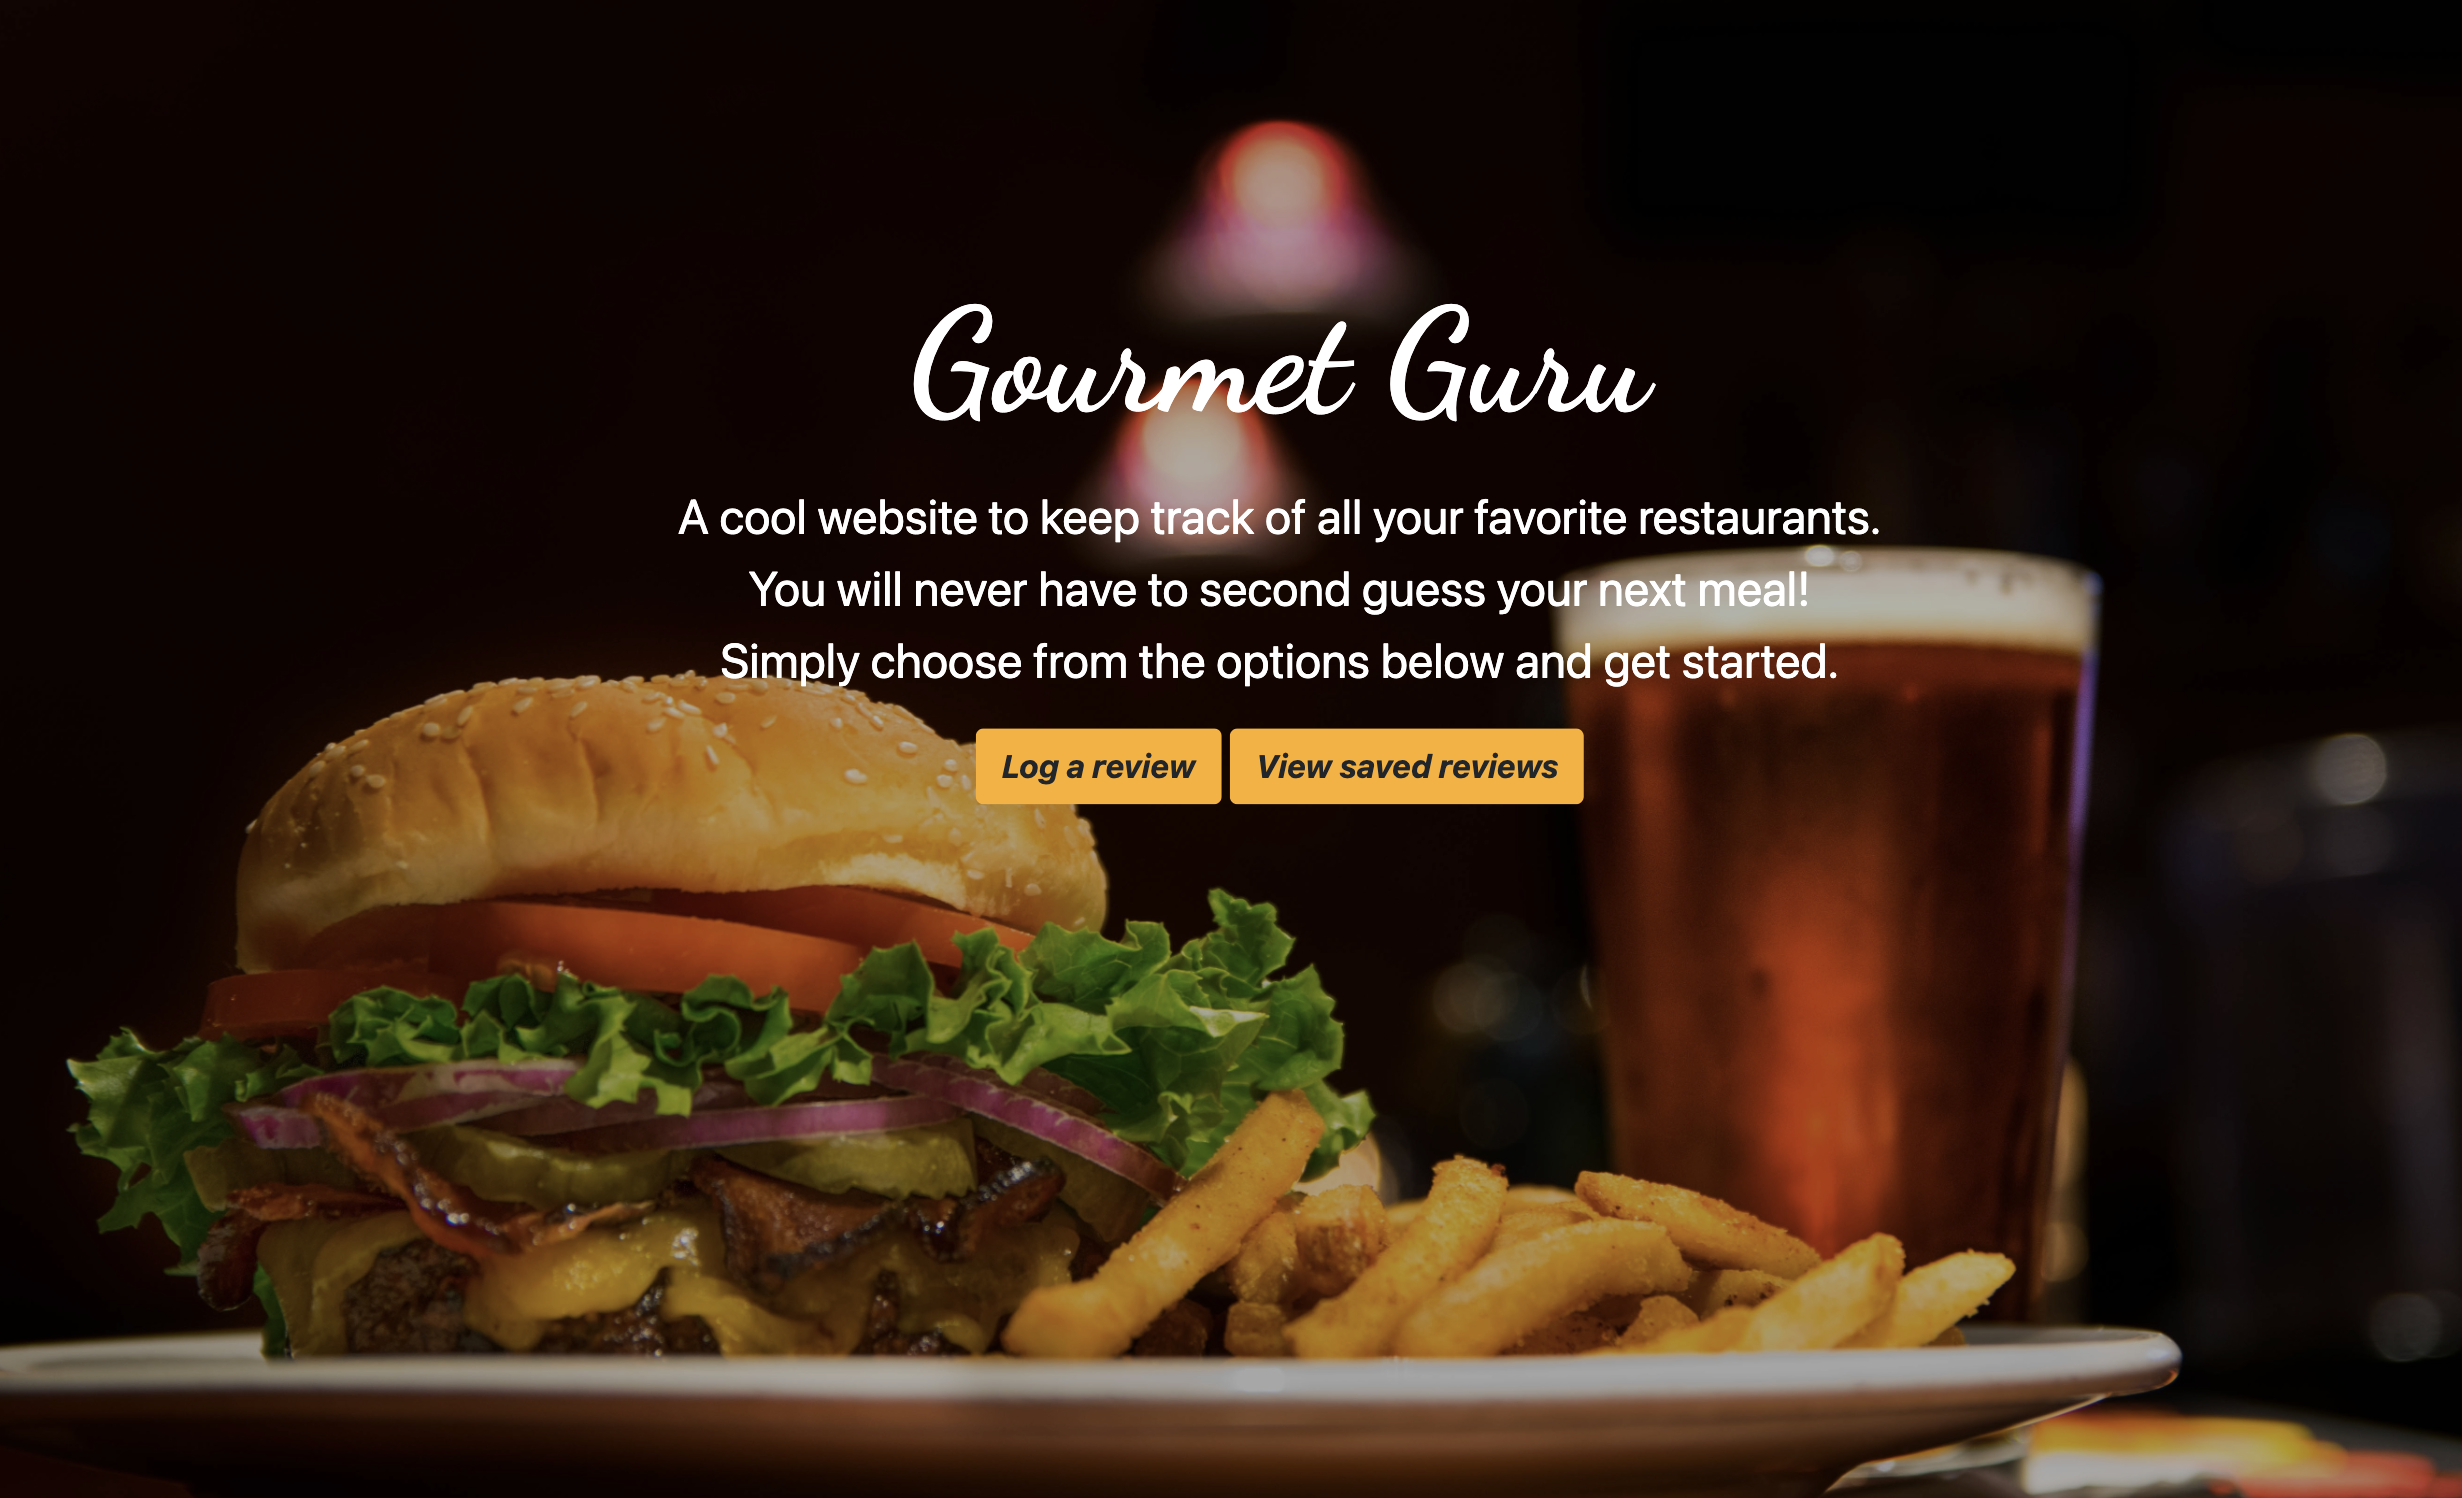 Gourmet Guru
A cool website to keep track of all your favorite restaurants.
You will never have to second guess your next meal!
Simply choose from the options below and get started.
Log a review
View saved reviews